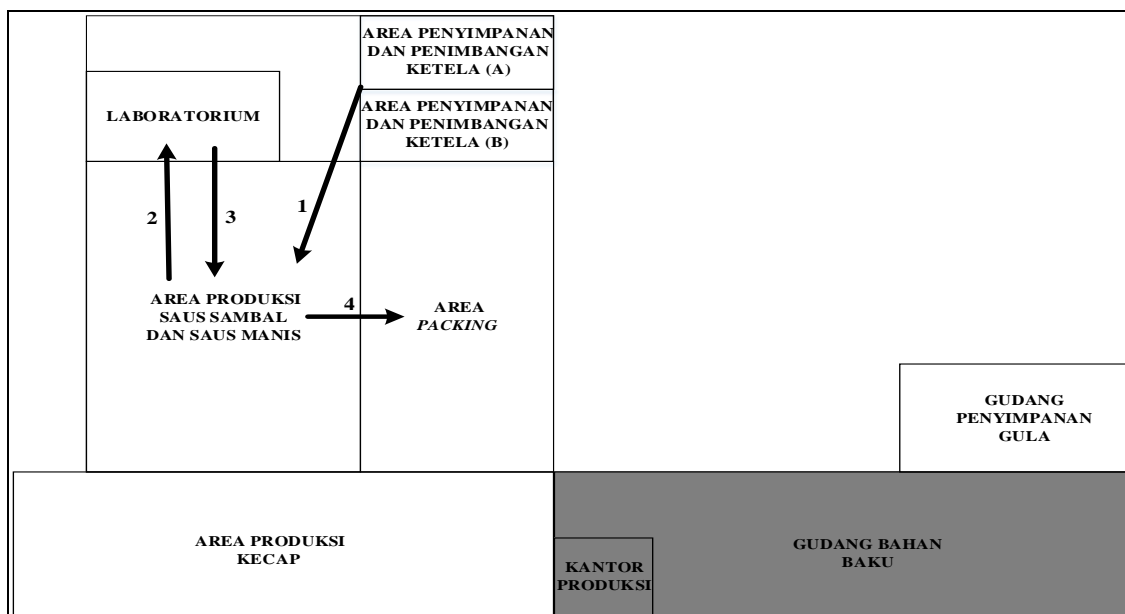 AREA PENYIMPANAN
DAN PENIMBANGAN
KETELA (A)
LABORATORIUM
AREA PENYIMPANAN
DAN PENIMBANGAN
KETELA (B)
1
2
3
AREA PRODUKSI
SAUS SAMBAL
DAN SAUS MANIS
4
AREA
PACKING
GUDANG
PENYIMPANAN
GULA
AREA PRODUKSI
KECAP
KANTOR
PRODUKSI
GUDANG BAHAN
BAKU